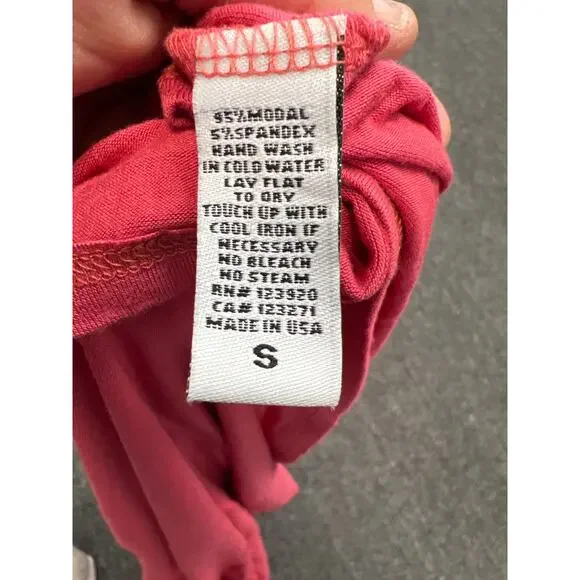 95%MODAL
5%SPANDEX
HAND WASH
IN COLD WATER
LAY FLAT
TO DRY
TOUCH UP WITH
COOL IRON IF
NECESSARY
NO BLEACH
NO STEAM
RN# 123920
CA# 123271
MADE IN USA
S